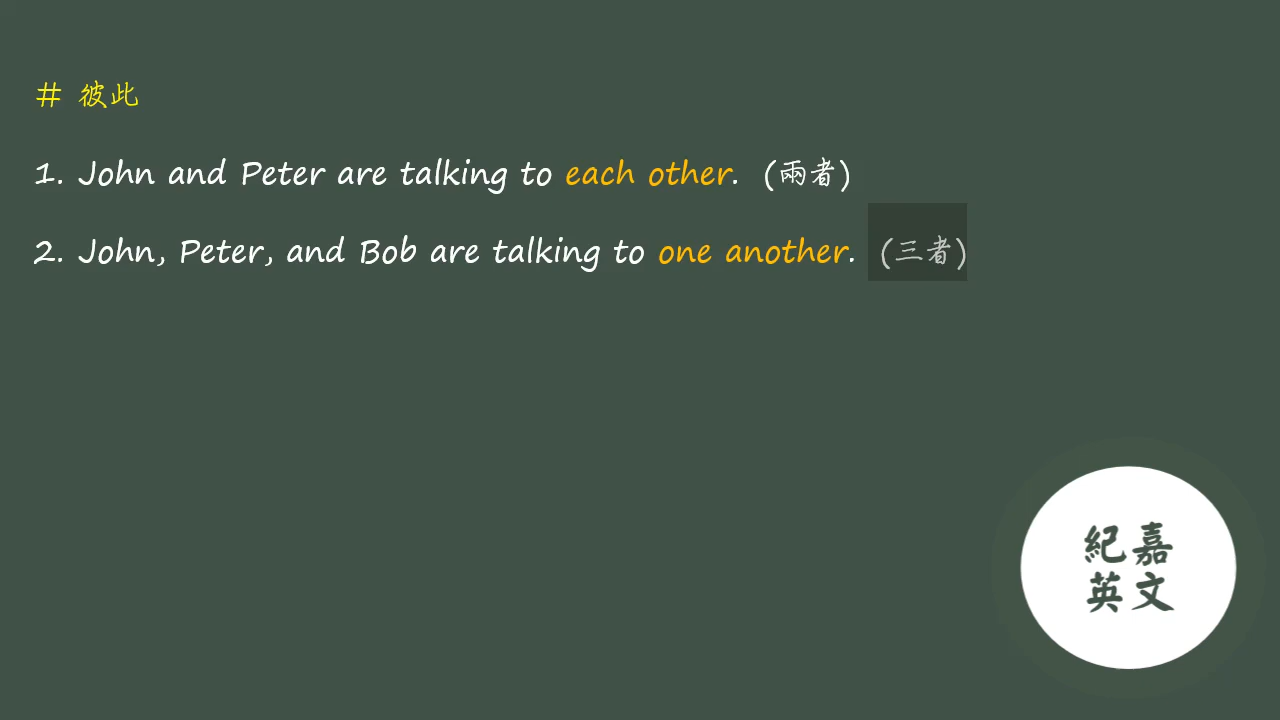 # 彼此
1. John and Peter are talking to each other. (兩者)
2. John, Peter, and Bob are talking to one another. (三者)
紀嘉
英文